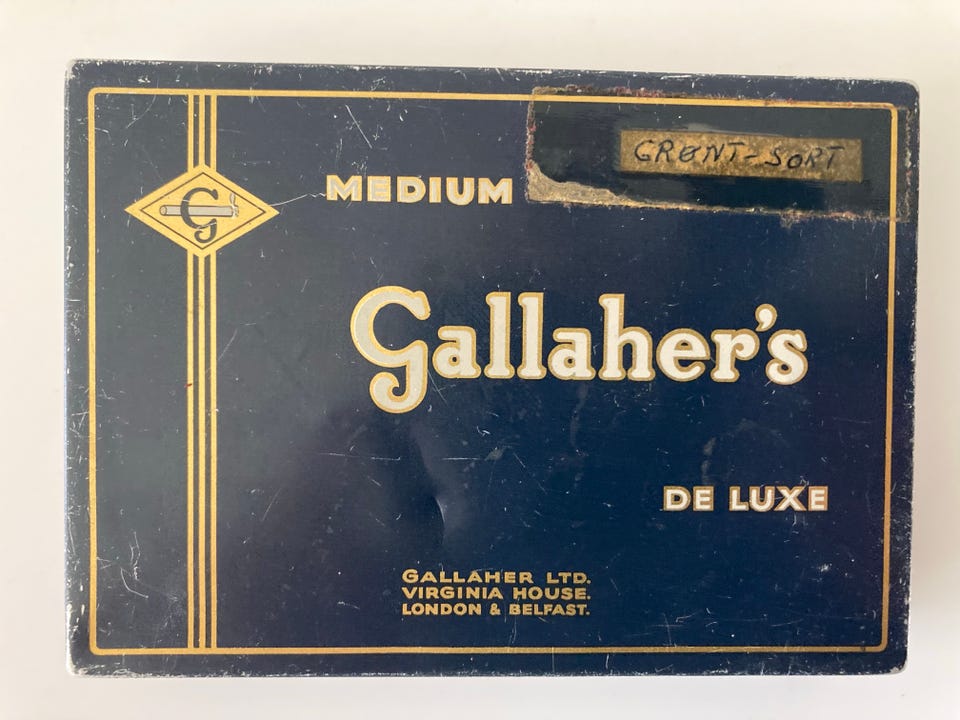 MEDIUM
GRØNT-SORT
G
Gallaher's
DE LUXE
GALLAHER LTD.
VIRGINIA HOUSE.
LONDON & BELFAST.